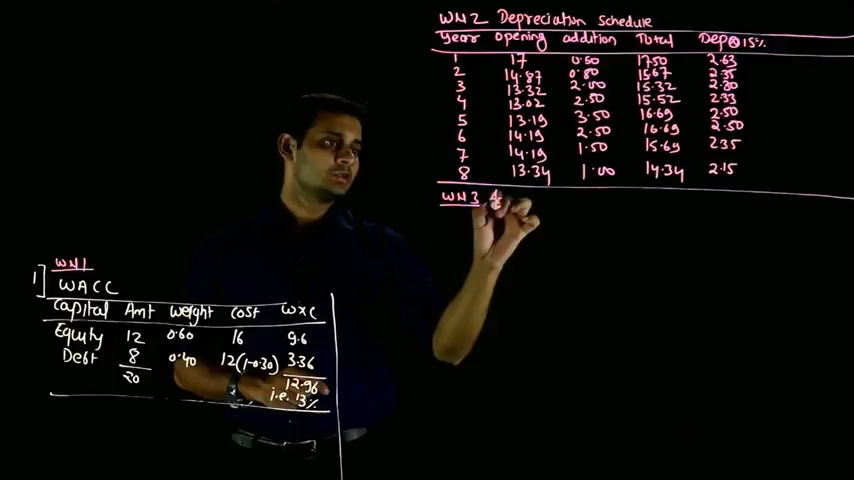 WN2 Depreciation Schedule
Year opening addition Total Dep @ 15%
1 17 0.50 17.50 2.63
2 14.87 0.80 15.67 2.35
3 13.32 2.00 15.32 2.30
4 13.02 2.50 15.52 2.33
5 13.19 3.50 16.69 2.50
6 14.19 2.50 16.69 2.50
7 14.19 1.50 15.69 2.35
8 13.34 1.00 14.34 2.15
WN3
WN1
1] WACC
Capital Amt Weight Cost WxC
Equity 12 0.60 16 9.6
Debt 8 0.40 12(1-0.30) 3.36
20 12.96
i.e. 13%